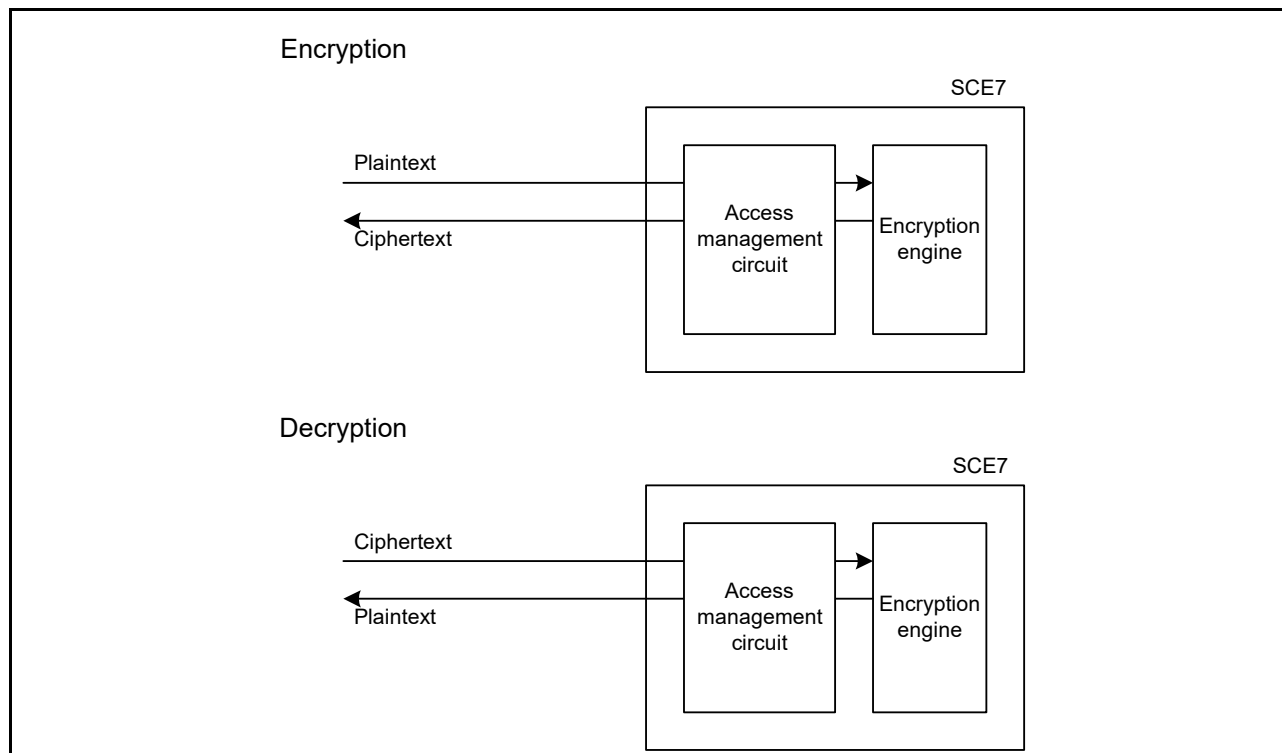 Encryption
SCE7
Plaintext
Ciphertext
Access
management
circuit
Encryption
engine
Decryption
SCE7
Ciphertext
Plaintext
Access
management
circuit
Encryption
engine